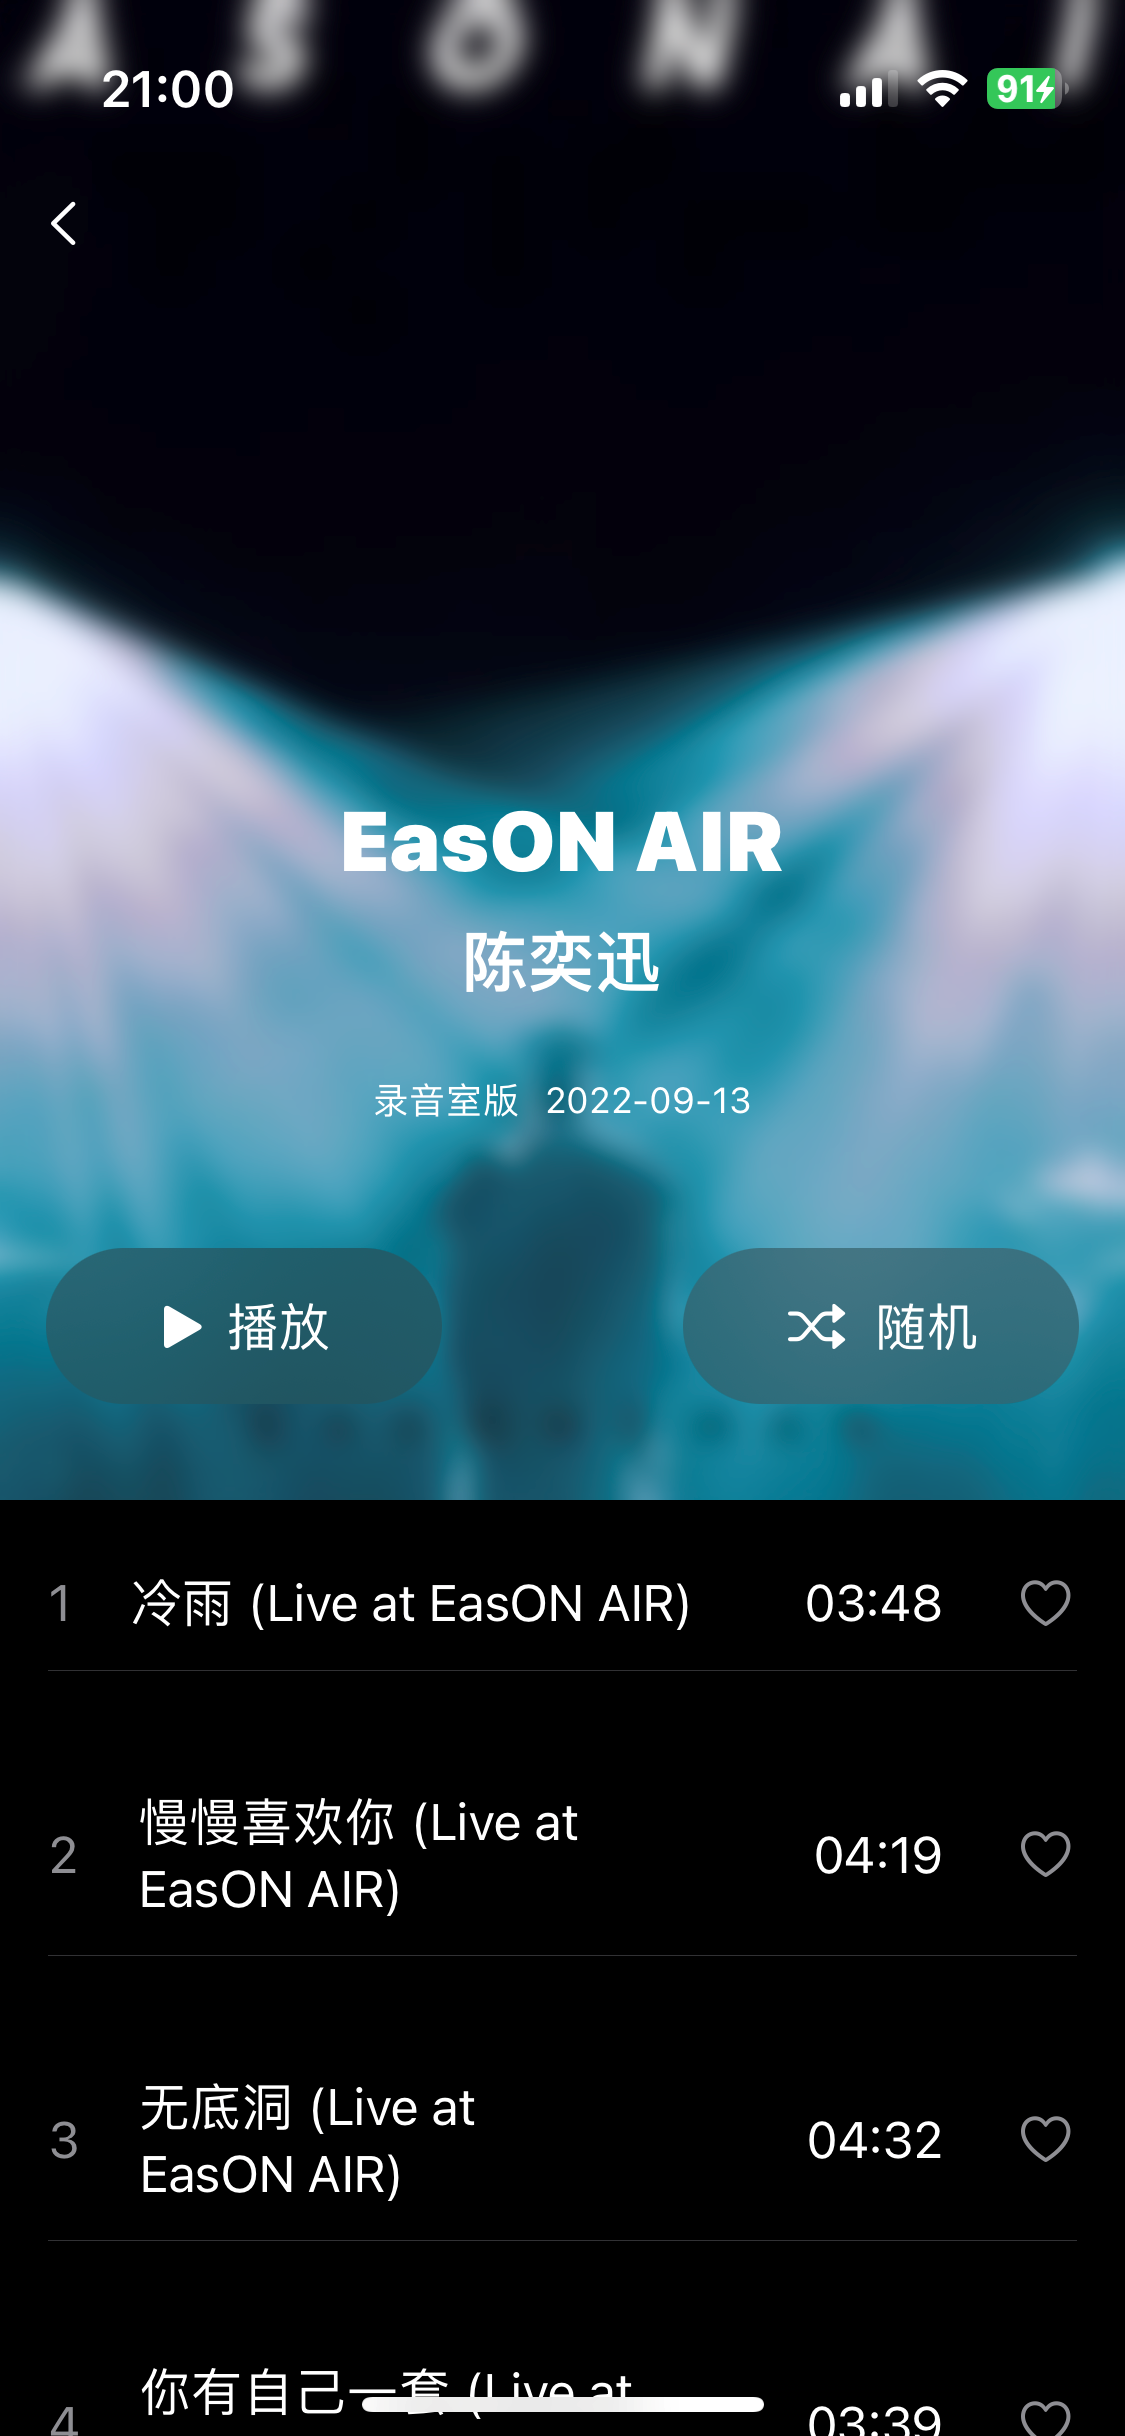 ASONAI
21:00
91
EasON AIR
陈奕迅
录音室版 2022-09-13
播放
随机
1 冷雨 (Live at EasON AIR) 03:48
2 慢慢喜欢你 (Live at
EasON AIR) 04:19
3 无底洞 (Live at
EasON AIR) 04:32
4 你有自己一套 (Live at 03:39